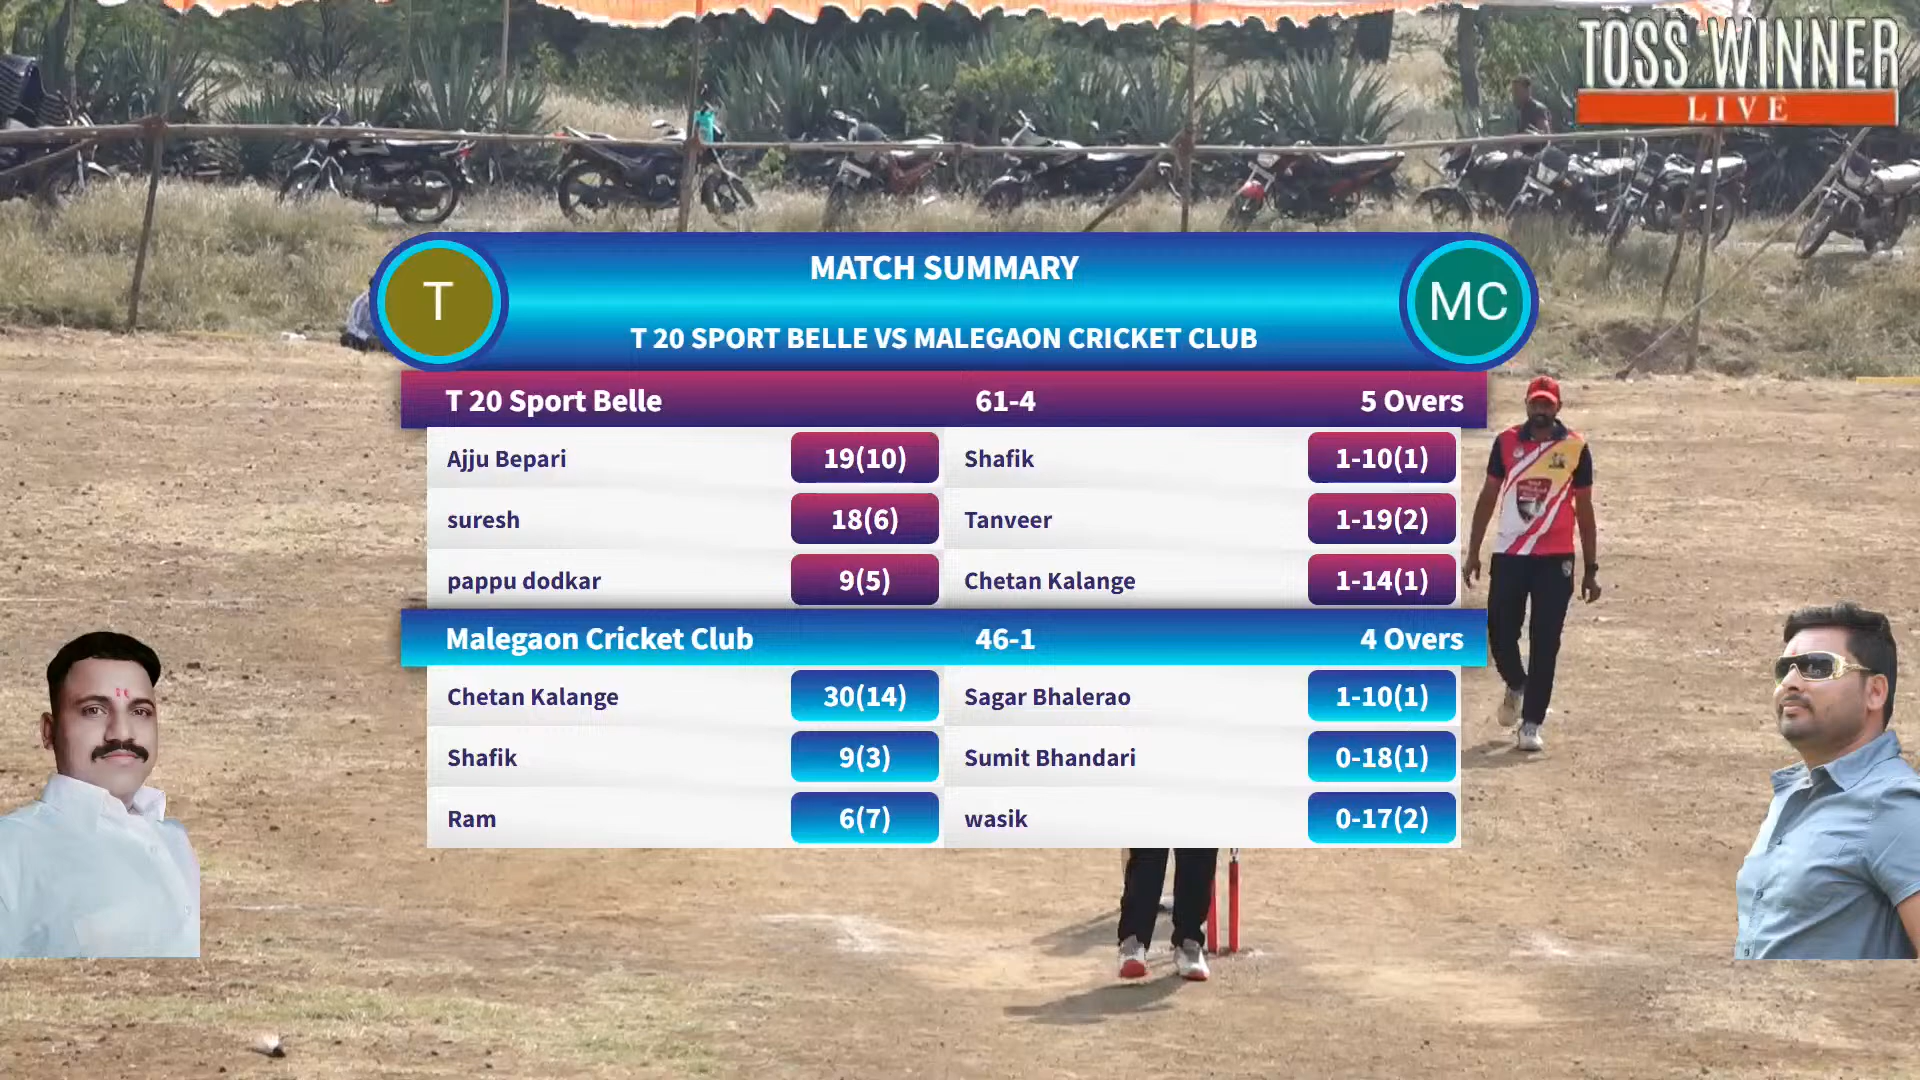 TOSS WINNER
LIVE
T
MATCH SUMMARY
MC
T 20 SPORT BELLE VS MALEGAON CRICKET CLUB
T 20 Sport Belle 61-4 5 Overs
Ajju Bepari 19(10) Shafik 1-10(1)
suresh 18(6) Tanveer 1-19(2)
pappu dodkar 9(5) Chetan Kalange 1-14(1)
Malegaon Cricket Club 46-1 4 Overs
Chetan Kalange 30(14) Sagar Bhalerao 1-10(1)
Shafik 9(3) Sumit Bhandari 0-18(1)
Ram 6(7) wasik 0-17(2)